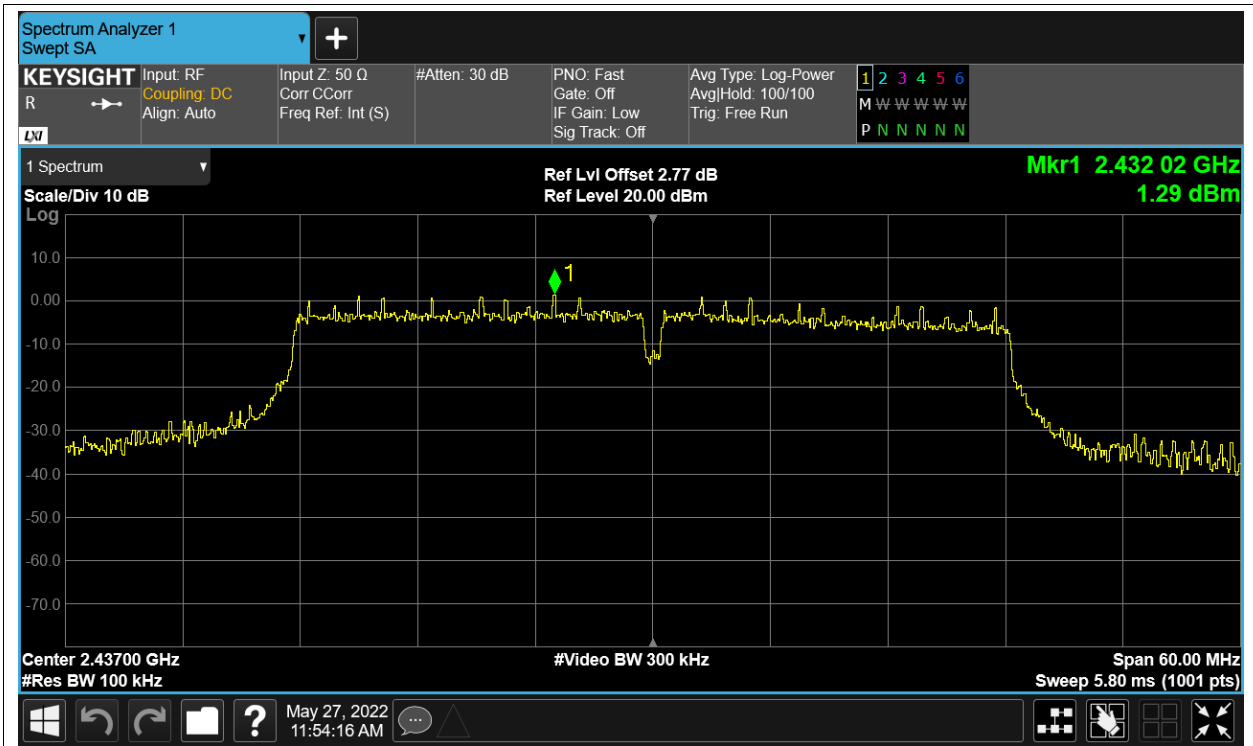 Spectrum Analyzer 1
Swept SA
KEYSIGHT
R
LXI
Input: RF
Coupling: DC
Align: Auto
Input Z: 50 Ω
Corr CCorr
Freq Ref: Int (S)
#Atten: 30 dB
PNO: Fast
Gate: Off
IF Gain: Low
Sig Track: Off
Avg Type: Log-Power
Avg|Hold: 100/100
Trig: Free Run
1 2 3 4 5 6
M W W W W W W
P N N N N N N
1 Spectrum
Scale/Div 10 dB
Ref Lvl Offset 2.77 dB
Ref Level 20.00 dBm
Mkr1 2.432 02 GHz
1.29 dBm
Log
10.0
0.00
-10.0
-20.0
-30.0
-40.0
-50.0
-60.0
-70.0
1
Center 2.43700 GHz
#Res BW 100 kHz
#Video BW 300 kHz
Span 60.00 MHz
Sweep 5.80 ms (1001 pts)
?
May 27, 2022
11:54:16 AM